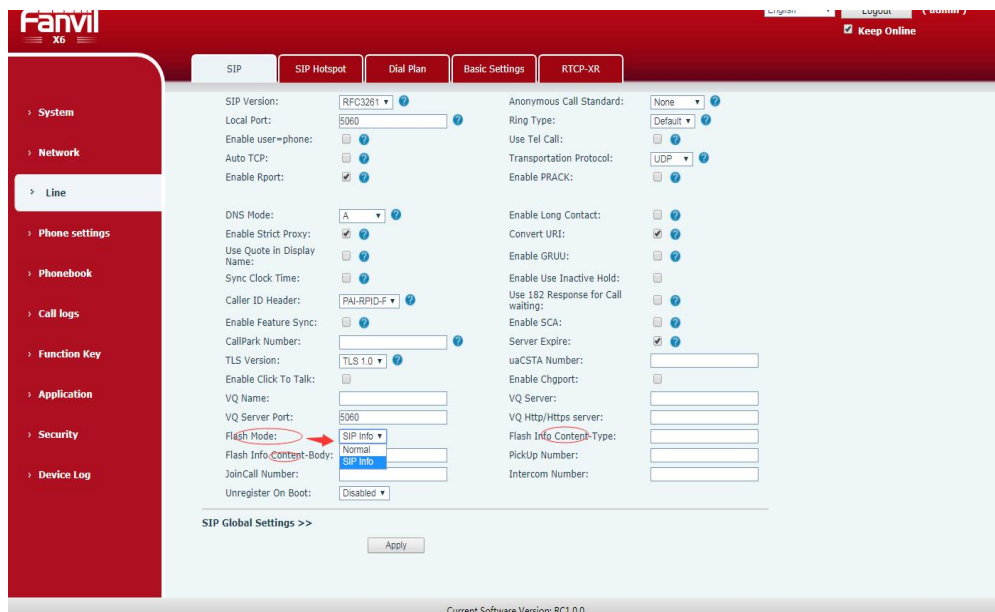 Fanvil
X6
English
Logout
( admin )
Keep Online
SIP
SIP Hotspot
Dial Plan
Basic Settings
RTCP-XR
› System
› Network
› Line
› Phone settings
› Phonebook
› Call logs
› Function Key
› Application
› Security
› Device Log
SIP Version: RFC3261 Anonymous Call Standard: None
Local Port: 5060 Ring Type: Default
Enable user=phone: Use Tel Call:
Auto TCP: Transportation Protocol: UDP
Enable Rport: Enable PRACK:
DNS Mode: A Enable Long Contact:
Enable Strict Proxy: Convert URI:
Use Quote in Display
Name: Enable GRUU:
Sync Clock Time: Enable Use Inactive Hold:
Caller ID Header: PAI-RPID-F Use 182 Response for Call
waiting:
Enable Feature Sync: Enable SCA:
CallPark Number: Server Expire:
TLS Version: TLS 1.0 uaCSTA Number:
Enable Click To Talk: Enable Chgport:
VQ Name: VQ Server:
VQ Server Port: 5060 VQ Http/Https server:
Flash Mode: SIP Info Flash Info Content-Type:
Normal
Flash Info Content-Body: SIP Info PickUp Number:
JoinCall Number: Intercom Number:
Unregister On Boot: Disabled
SIP Global Settings >>
Apply
Current Software Version: RC1.0.0